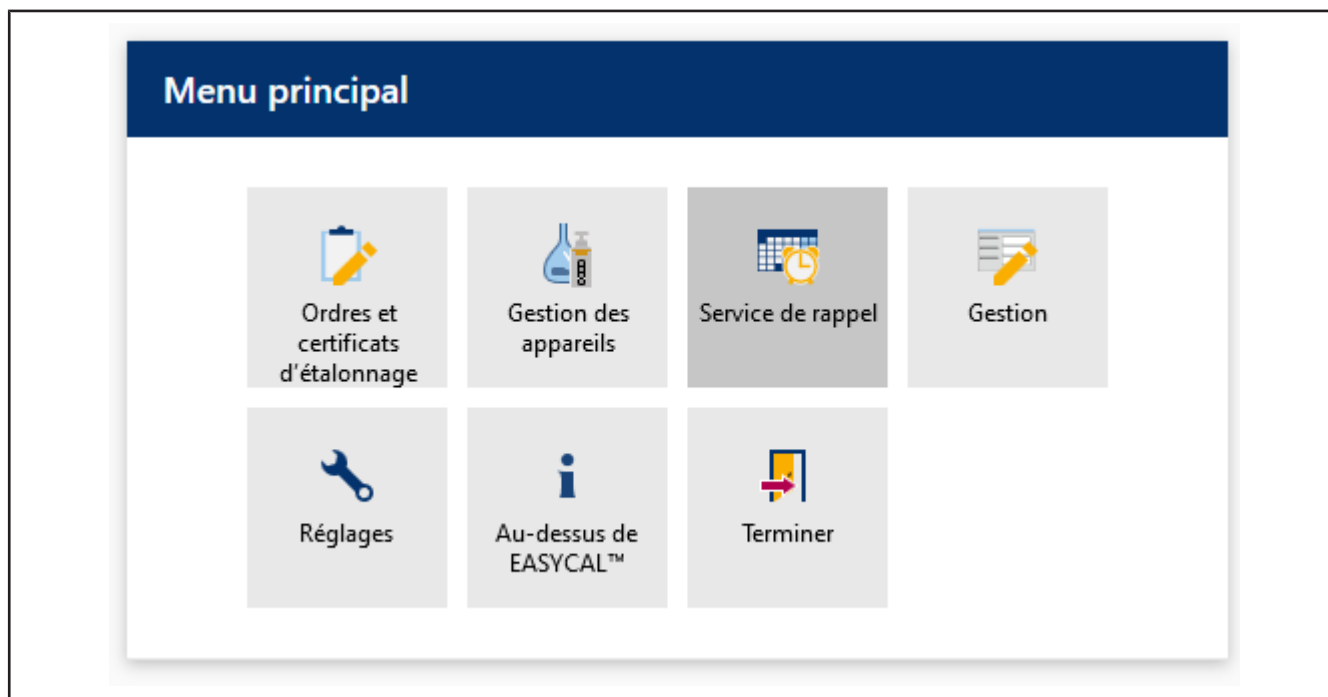 Menu principal
Ordres et
certificats
d'étalonnage
Gestion des
appareils
Service de rappel
Gestion
Réglages
Au-dessus de
EASYCAL™
Terminer